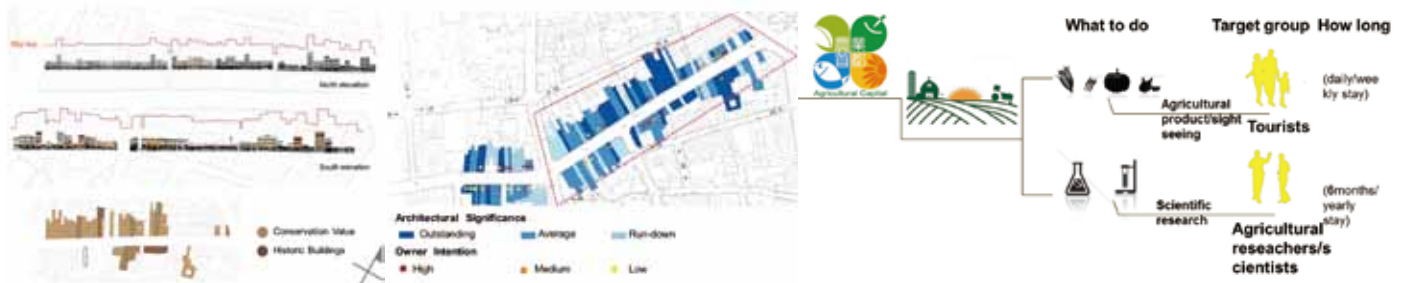 North elevation
South elevation
Conservation Value
Historic Buildings
Architectural Significance
Outstanding
Average
Run-down
Owner Intention
High
Medium
Low
Agricultural Capital
What to do
Target group
How long
(daily/wee
kly stay)
Agricultural
product/sight
seeing
Tourists
Scientific
research
(6months/
yearly
stay)
Agricultural
reseachers/s
cientists